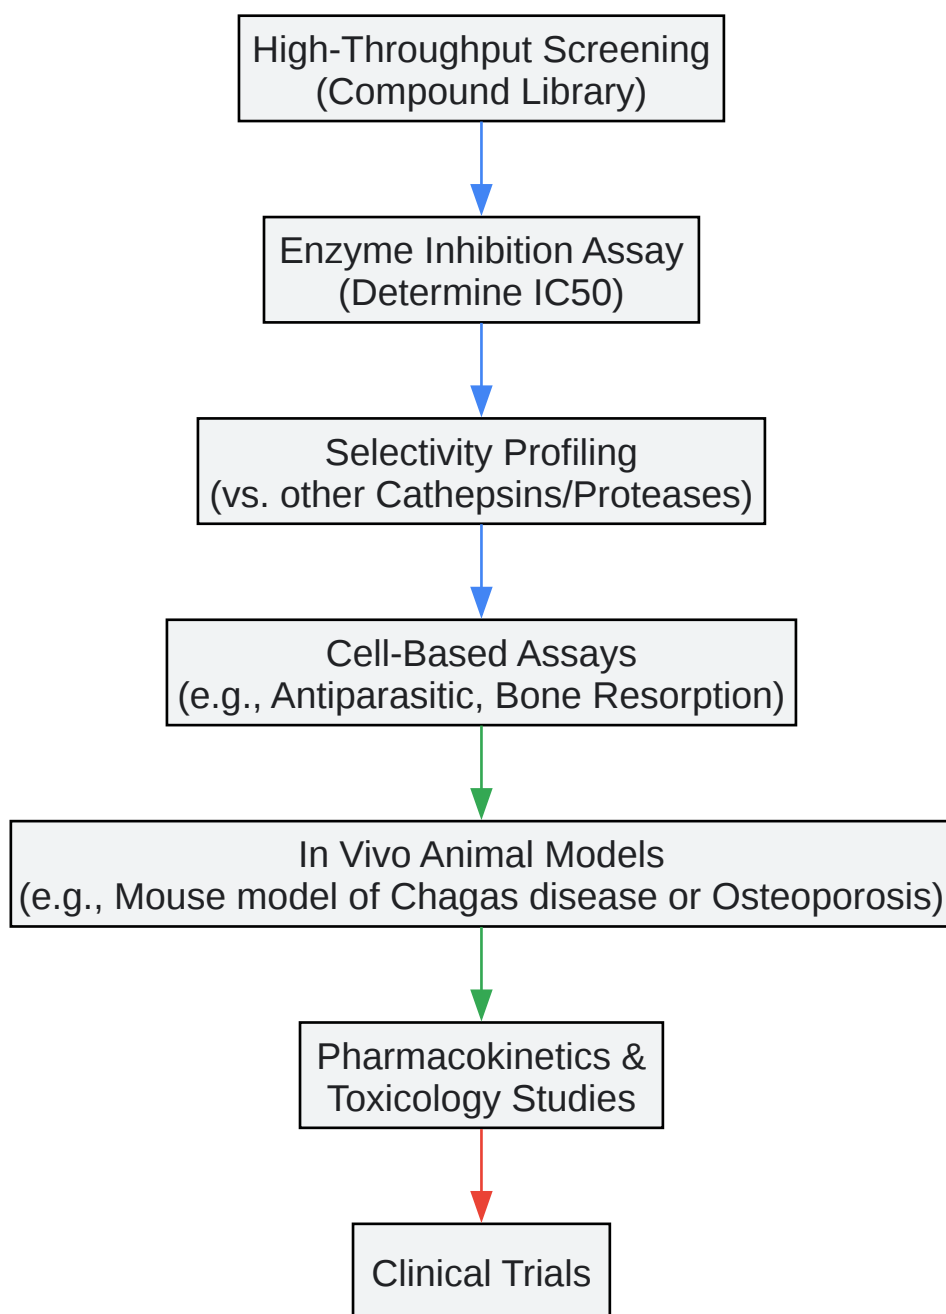 High-Throughput Screening
(Compound Library)
Enzyme Inhibition Assay
(Determine IC50)
Selectivity Profiling
(vs. other Cathepsins/Proteases)
Cell-Based Assays
(e.g., Antiparasitic, Bone Resorption)
In Vivo Animal Models
(e.g., Mouse model of Chagas disease or Osteoporosis)
Pharmacokinetics &
Toxicology Studies
Clinical Trials